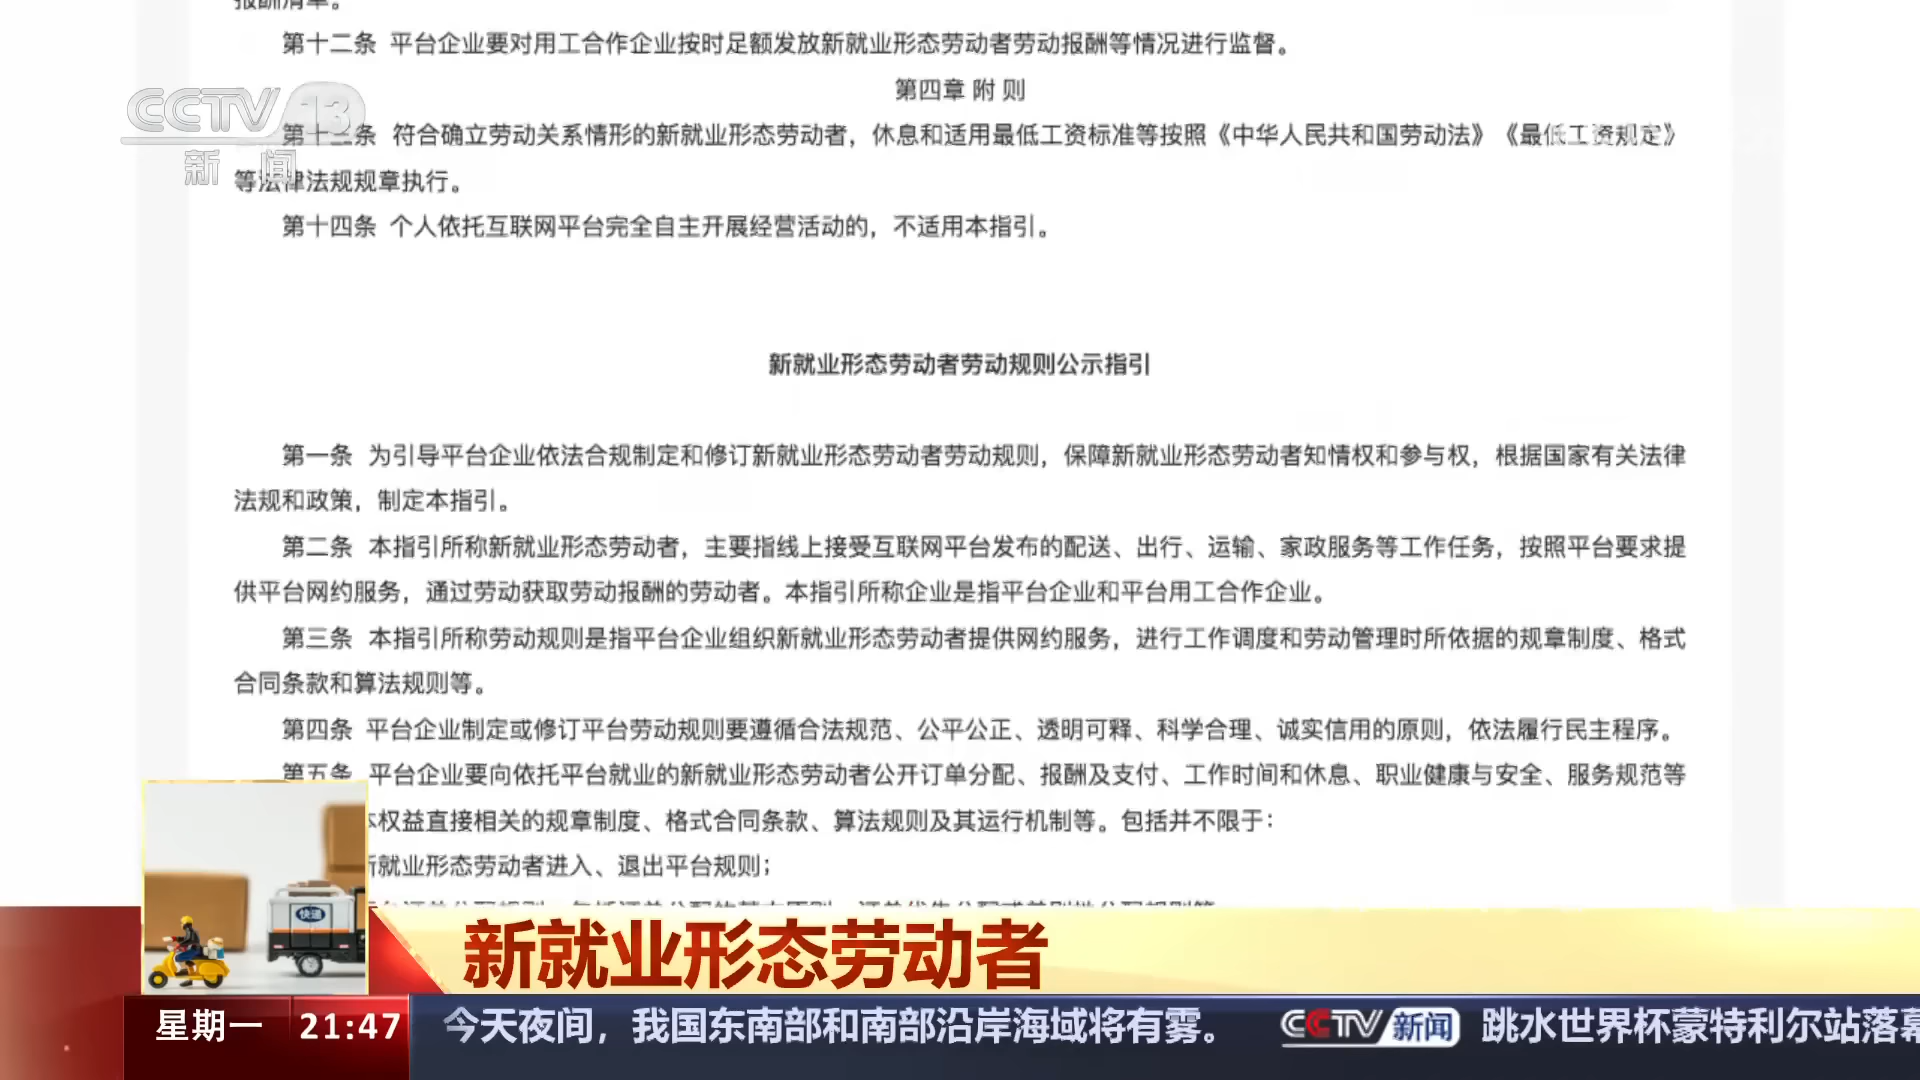 报酬清单。
第十二条 平台企业要对用工合作企业按时足额发放新就业形态劳动者劳动报酬等情况进行监督。
第四章 附 则
CCTV 13
新闻
第十三条 符合确立劳动关系情形的新就业形态劳动者，休息和适用最低工资标准等按照《中华人民共和国劳动法》《最低工资规定》
等法律法规规章执行。
第十四条 个人依托互联网平台完全自主开展经营活动的，不适用本指引。
新就业形态劳动者劳动规则公示指引
第一条 为引导平台企业依法合规制定和修订新就业形态劳动者劳动规则，保障新就业形态劳动者知情权和参与权，根据国家有关法律
法规和政策，制定本指引。
第二条 本指引所称新就业形态劳动者，主要指线上接受互联网平台发布的配送、出行、运输、家政服务等工作任务，按照平台要求提
供平台网约服务，通过劳动获取劳动报酬的劳动者。本指引所称企业是指平台企业和平台用工合作企业。
第三条 本指引所称劳动规则是指平台企业组织新就业形态劳动者提供网约服务，进行工作调度和劳动管理时所依据的规章制度、格式
合同条款和算法规则等。
第四条 平台企业制定或修订平台劳动规则要遵循合法规范、公平公正、透明可释、科学合理、诚实信用的原则，依法履行民主程序。
第五条 平台企业要向依托平台就业的新就业形态劳动者公开订单分配、报酬及支付、工作时间和休息、职业健康与安全、服务规范等
权益直接相关的规章制度、格式合同条款、算法规则及其运行机制等。包括并不限于：
新就业形态劳动者进入、退出平台规则；
快递
新就业形态劳动者
星期一 21:47
今天夜间，我国东南部和南部沿岸海域将有雾。 CCTV新闻 跳水世界杯蒙特利尔站落幕